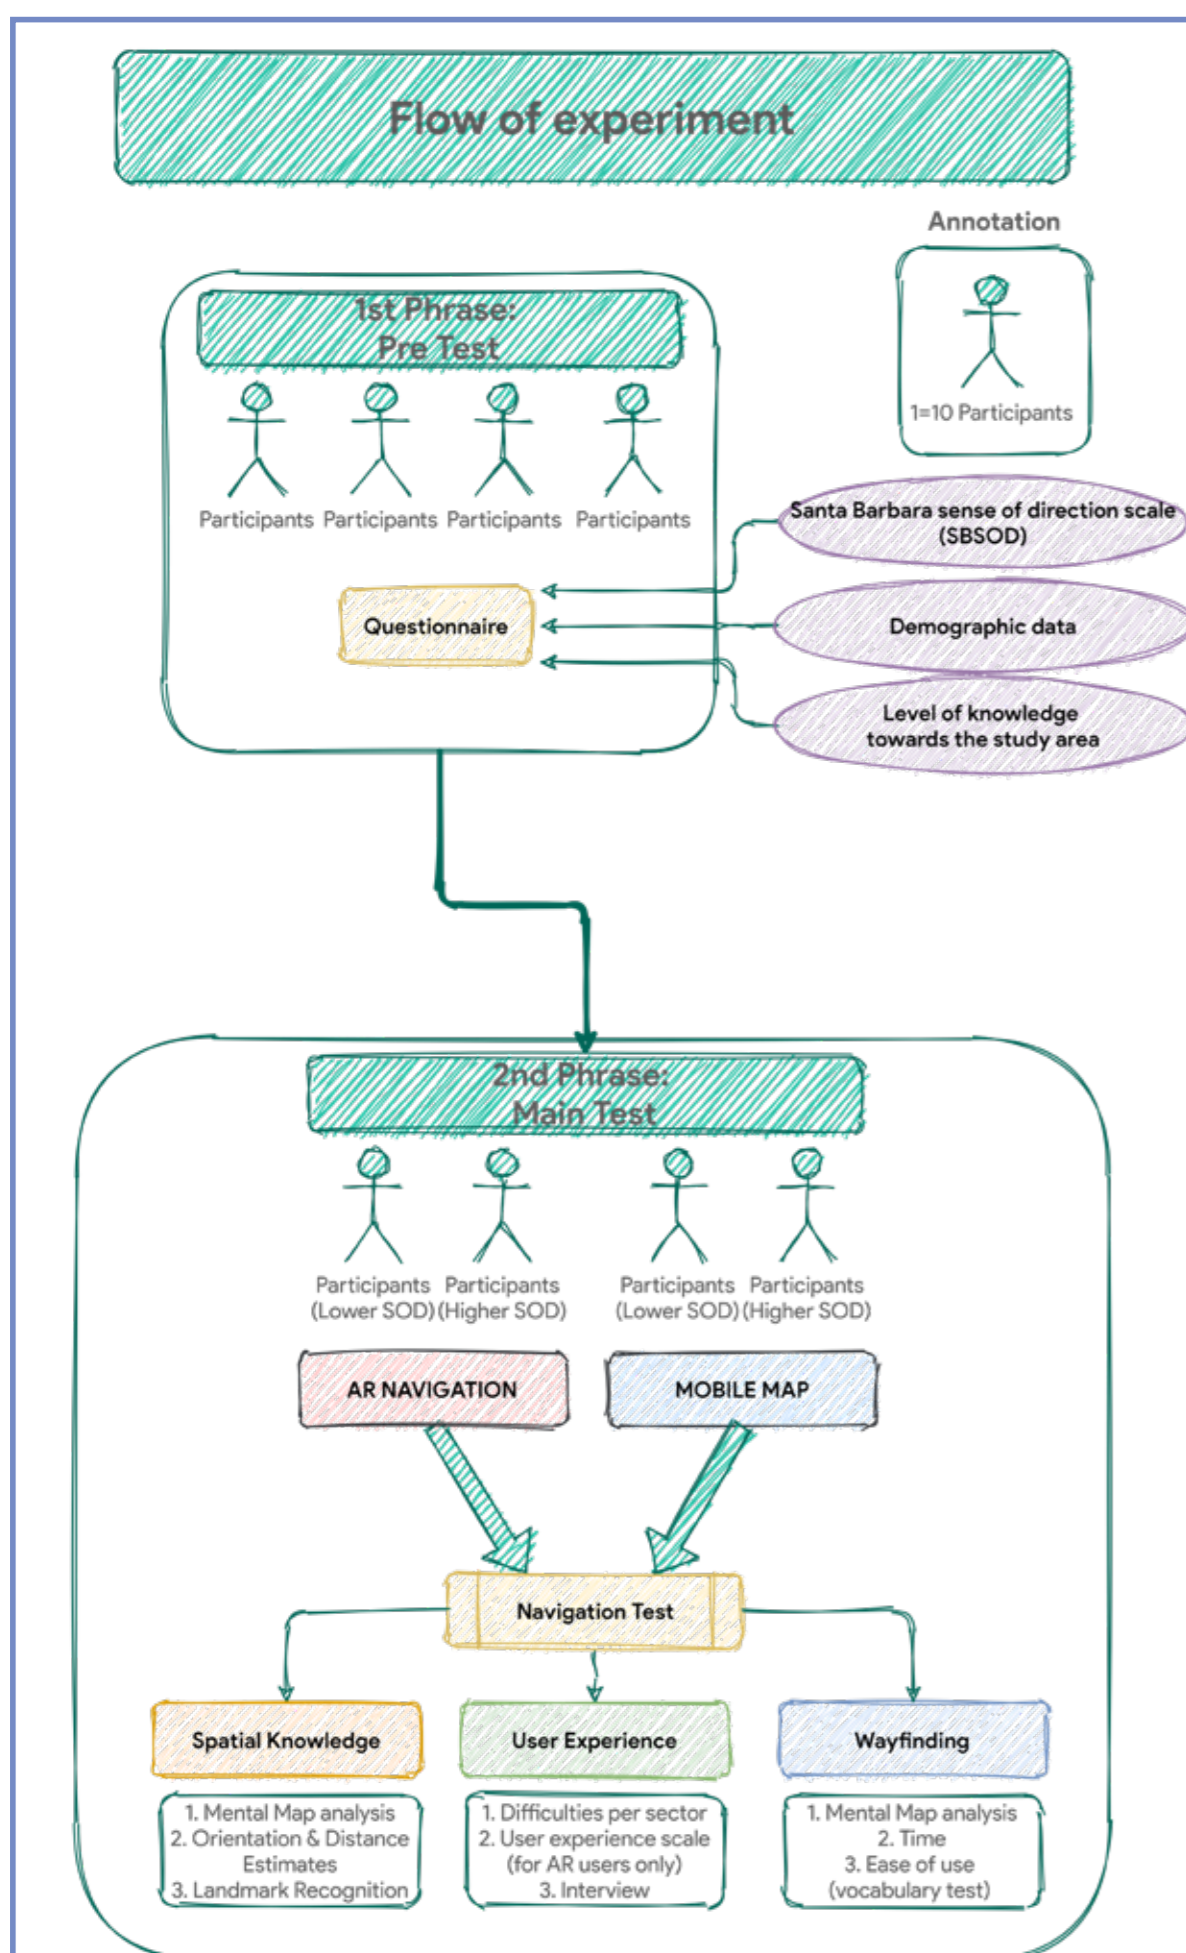 Flow of experiment
Annotation
1=10 Participants
1st Phrase:
Pre Test
Participants Participants Participants Participants
Santa Barbara sense of direction scale
(SBSOD)
Questionnaire
Demographic data
Level of knowledge
towards the study area
2nd Phrase:
Main Test
Participants Participants Participants Participants
(Lower SOD) (Higher SOD) (Lower SOD) (Higher SOD)
AR NAVIGATION
MOBILE MAP
Navigation Test
Spatial Knowledge
1. Mental Map analysis
2. Orientation & Distance
Estimates
3. Landmark Recognition
User Experience
1. Difficulties per sector
2. User experience scale
(for AR users only)
3. Interview
Wayfinding
1. Mental Map analysis
2. Time
3. Ease of use
(vocabulary test)